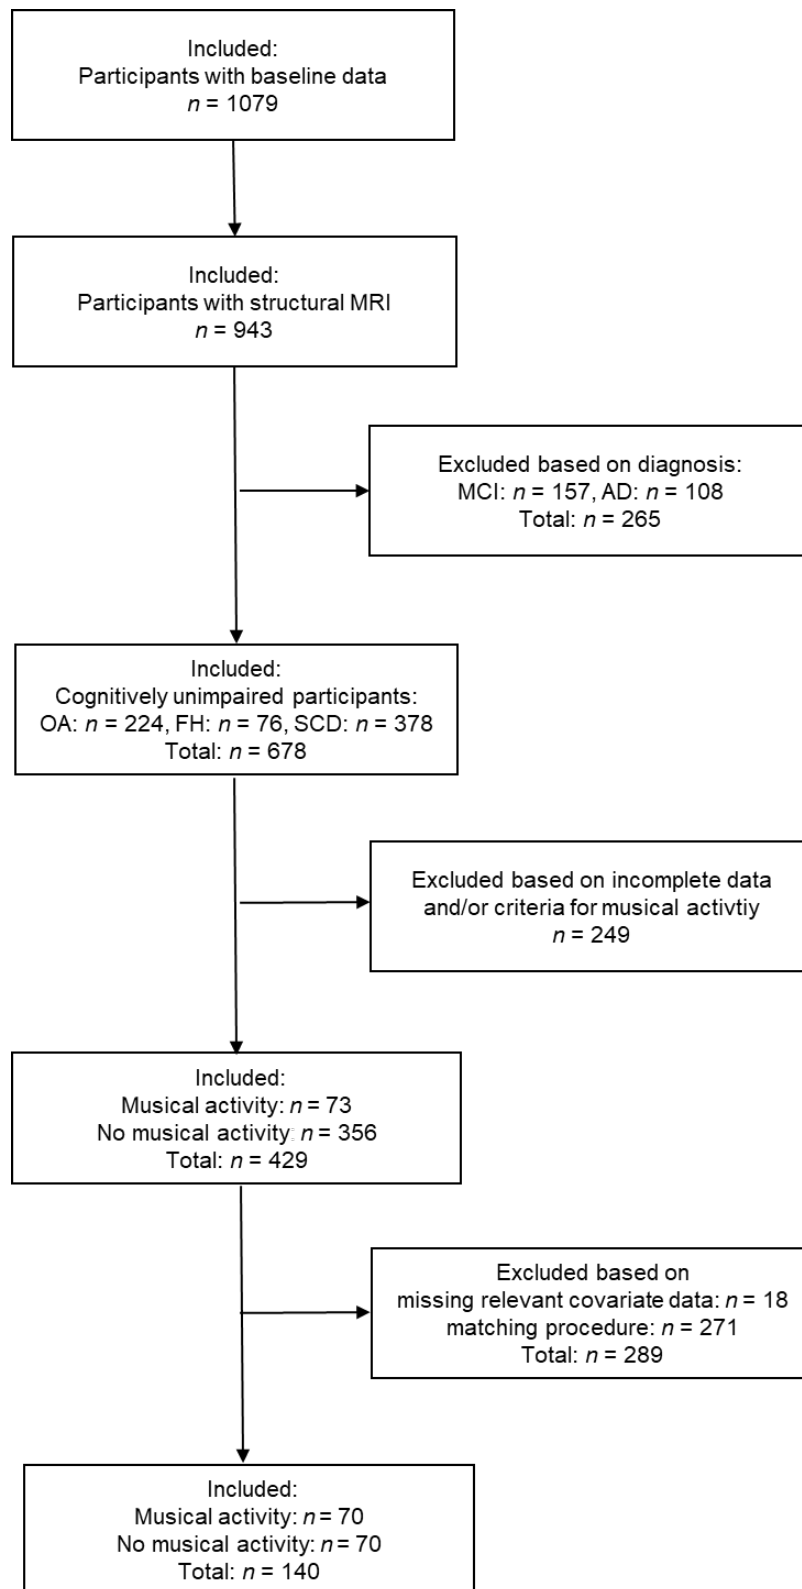 Included:
Participants with baseline data
n = 1079
Included:
Participants with structural MRI
n = 943
Excluded based on diagnosis:
MCI: n = 157, AD: n = 108
Total: n = 265
Included:
Cognitively unimpaired participants:
OA: n = 224, FH: n = 76, SCD: n = 378
Total: n = 678
Excluded based on incomplete data
and/or criteria for musical activtiy
n = 249
Included:
Musical activity: n = 73
No musical activity: n = 356
Total: n = 429
Excluded based on
missing relevant covariate data: n = 18
matching procedure: n = 271
Total: n = 289
Included:
Musical activity: n = 70
No musical activity: n = 70
Total: n = 140